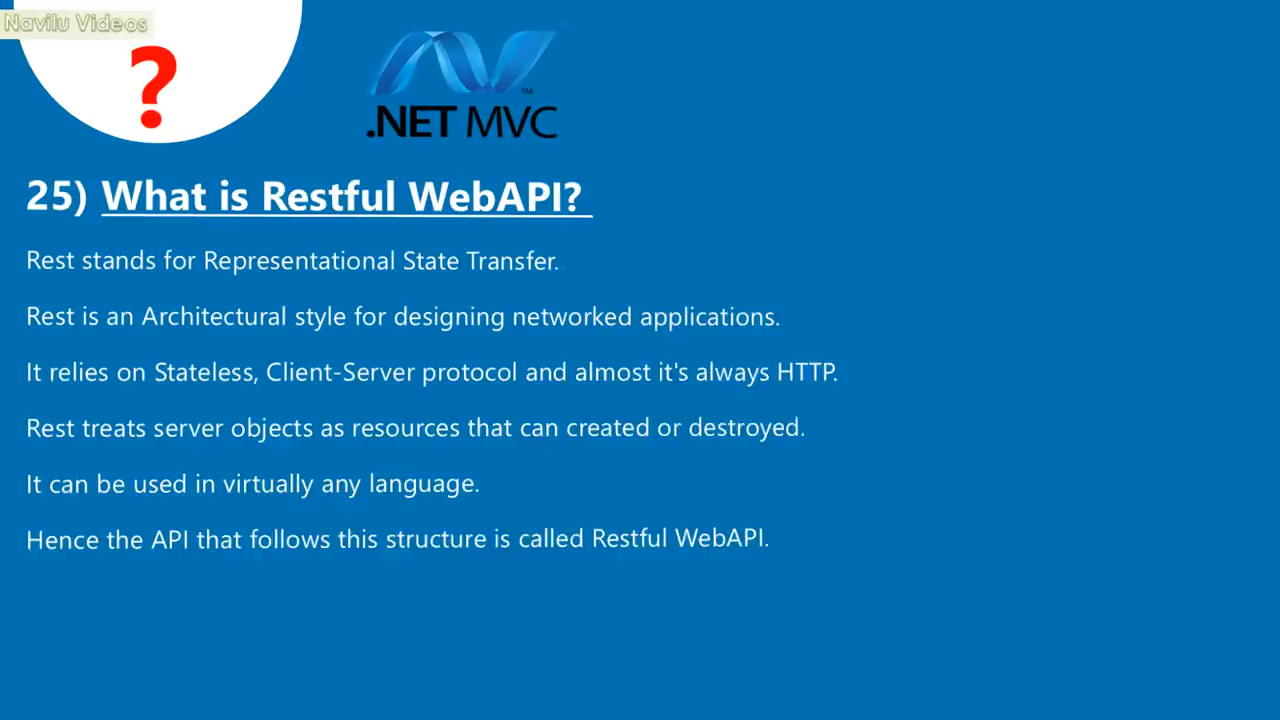 Navilu Videos
?
.NET MVC
TM
25) What is Restful WebAPI?
Rest stands for Representational State Transfer.
Rest is an Architectural style for designing networked applications.
It relies on Stateless, Client-Server protocol and almost it's always HTTP.
Rest treats server objects as resources that can created or destroyed.
It can be used in virtually any language.
Hence the API that follows this structure is called Restful WebAPI.